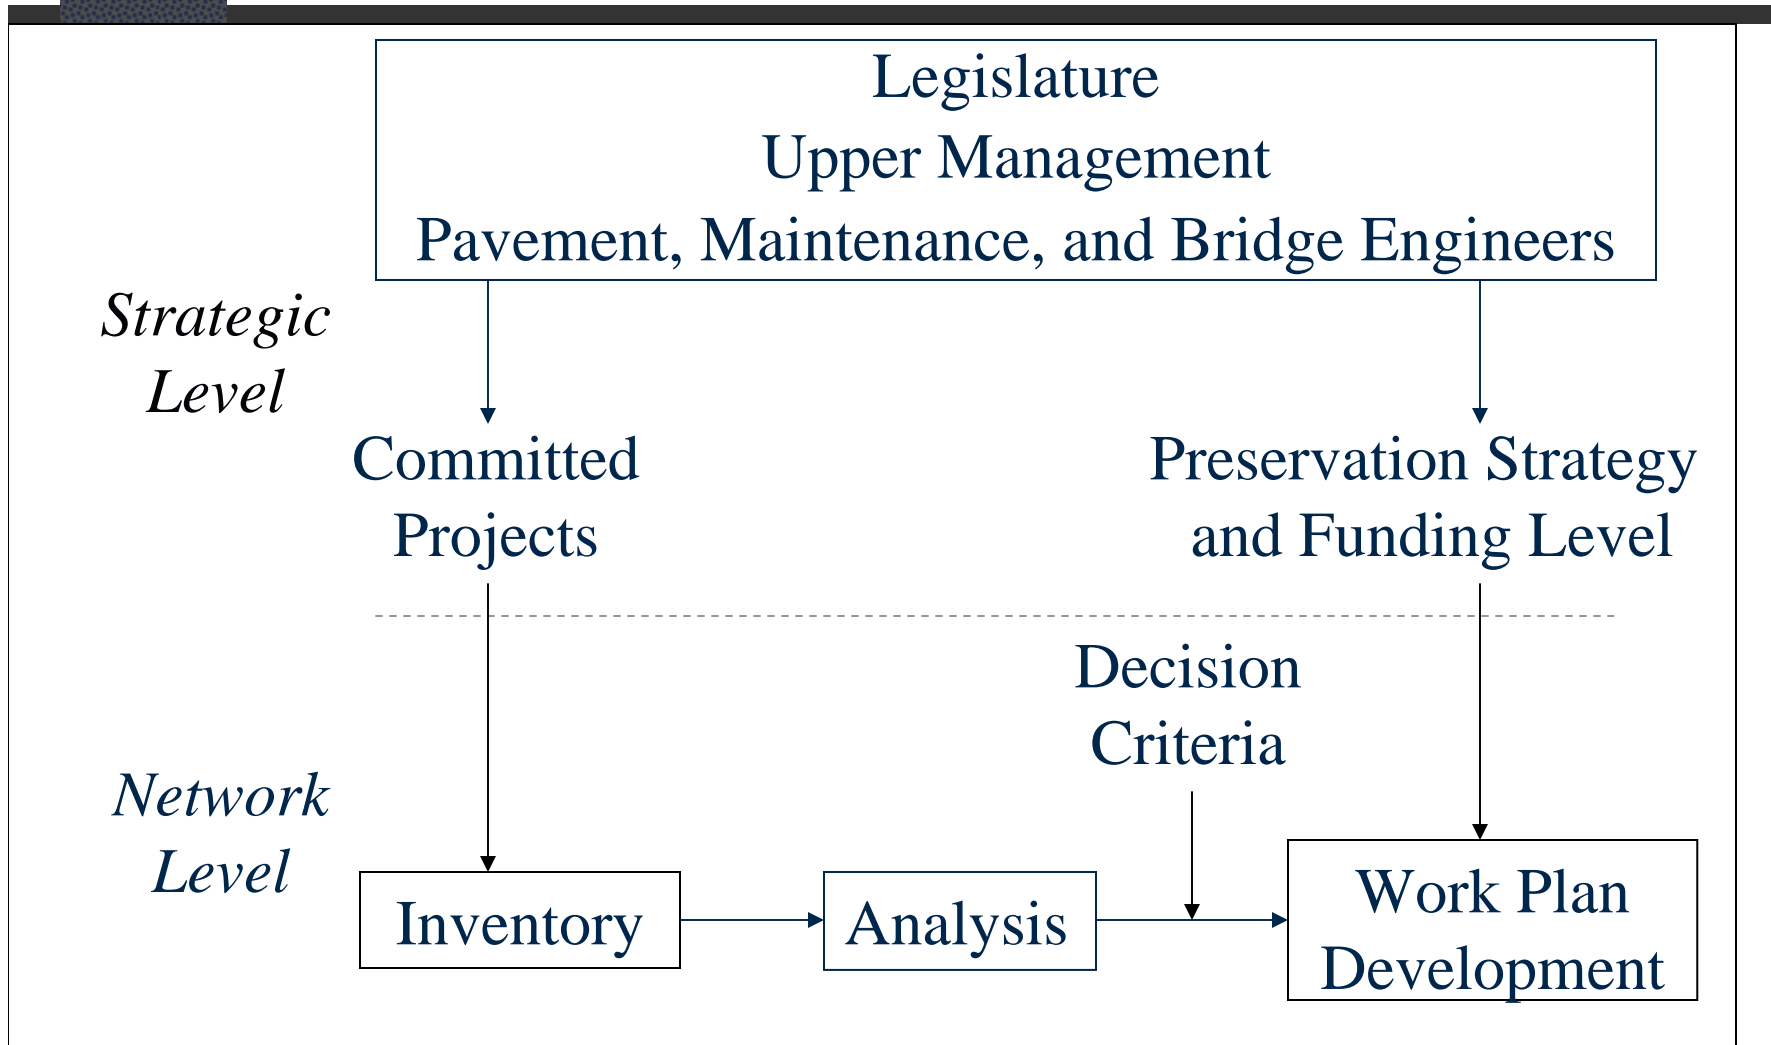 Legislature
Upper Management
Pavement, Maintenance, and Bridge Engineers
Strategic
Level
Committed
Projects
Preservation Strategy
and Funding Level
Decision
Criteria
Network
Level
Inventory
Analysis
Work Plan
Development